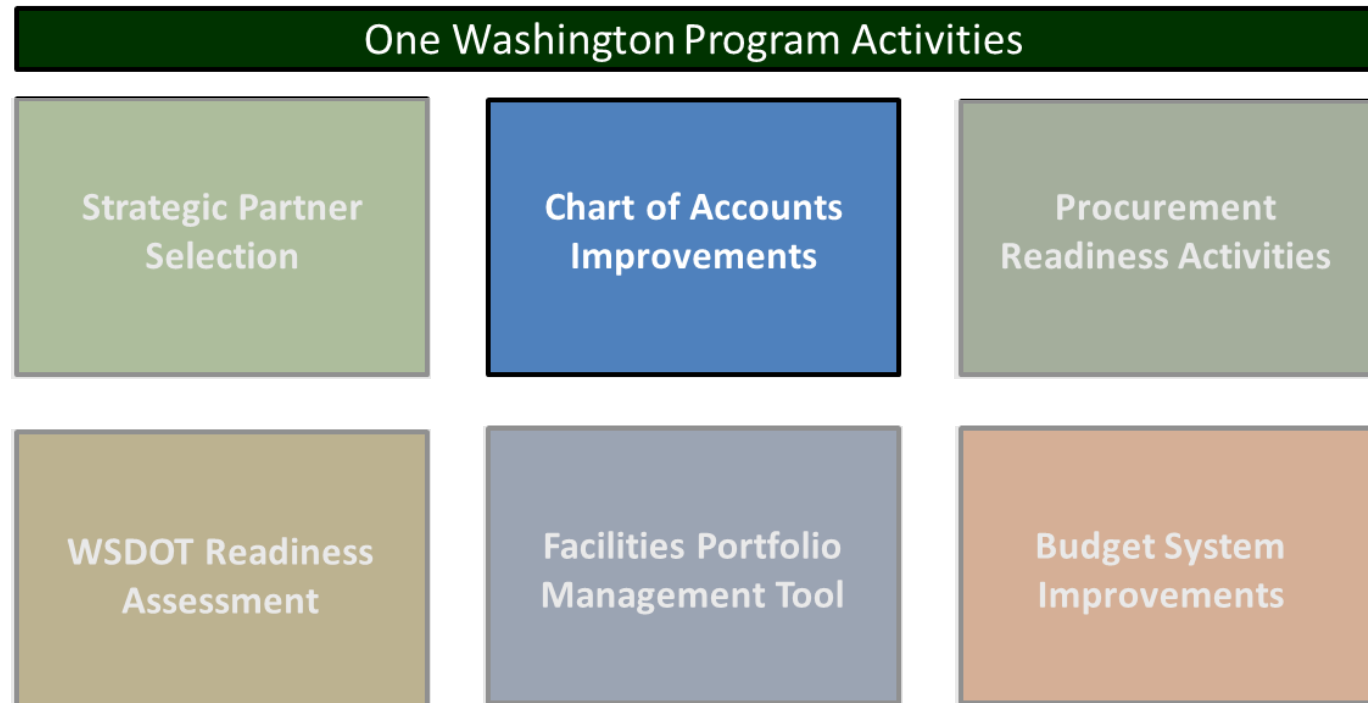 One Washington Program Activities
Strategic Partner
Selection
Chart of Accounts
Improvements
Procurement
Readiness Activities
WSDOT Readiness
Assessment
Facilities Portfolio
Management Tool
Budget System
Improvements